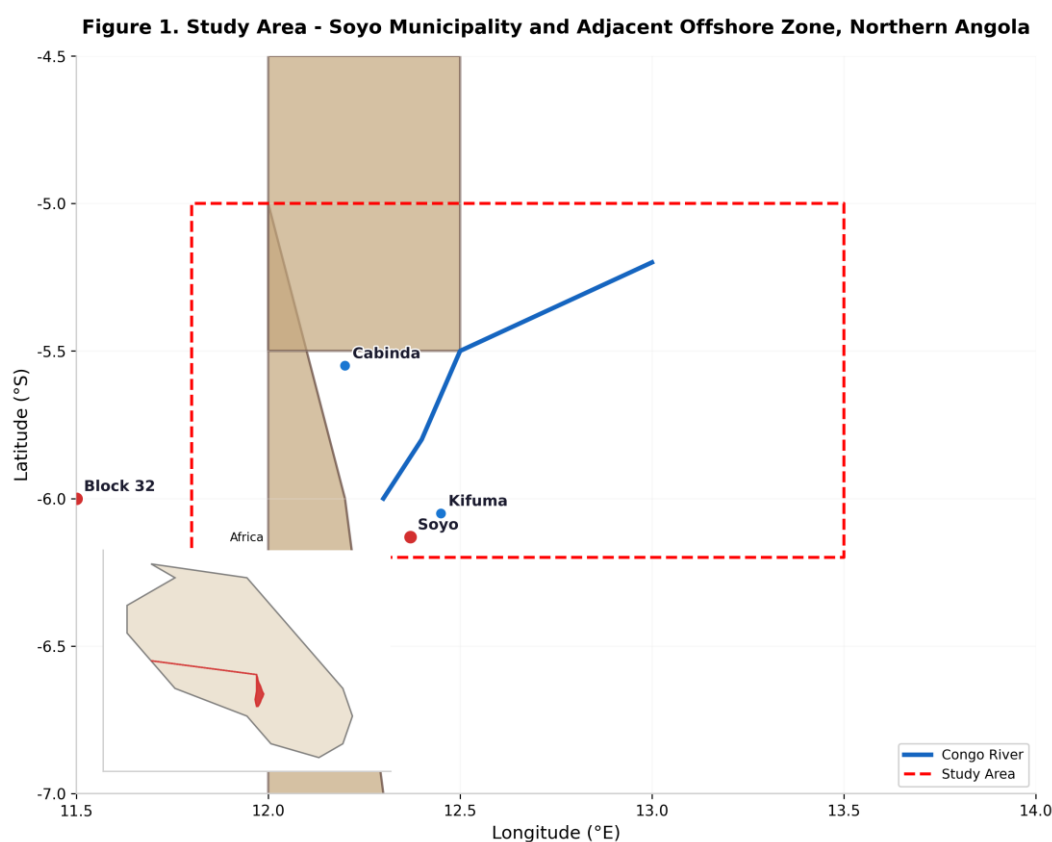 Figure 1. Study Area - Soyo Municipality and Adjacent Offshore Zone, Northern Angola
-4.5
-5.0
-5.5
-6.0
-6.5
-7.0
Latitude (°S)
Cabinda
Block 32
Kifuma
Soyo
Africa
Congo River
Study Area
11.5 12.0 12.5 13.0 13.5 14.0
Longitude (°E)